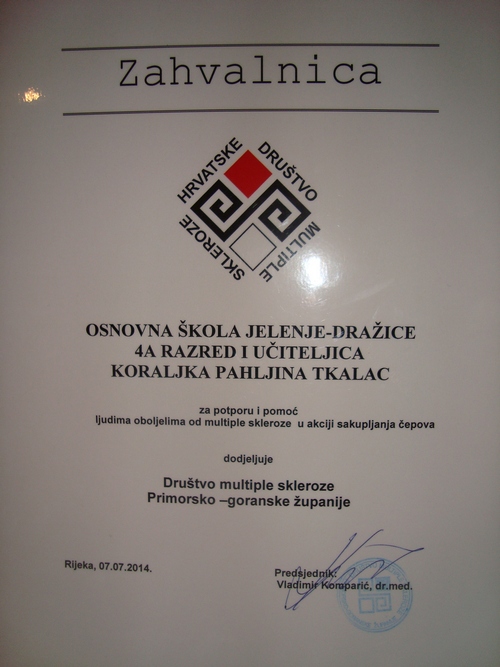 Zahvalnica
HRVATSKE DRUŠTVO
MULTIPLE SKLEROZE
OSNOVNA ŠKOLA JELENJE-DRAŽICE
4A RAZRED I UČITELJICA
KORALJKA PAHLJINA TKALAC
za potporu i pomoć
ljudima oboljelima od multiple skleroze u akciji sakupljanja čepova
dodjeljuje
Društvo multiple skleroze
Primorsko –goranske županije
Rijeka, 07.07.2014.
Predsjednik:
Vladimir Komparić, dr.med.